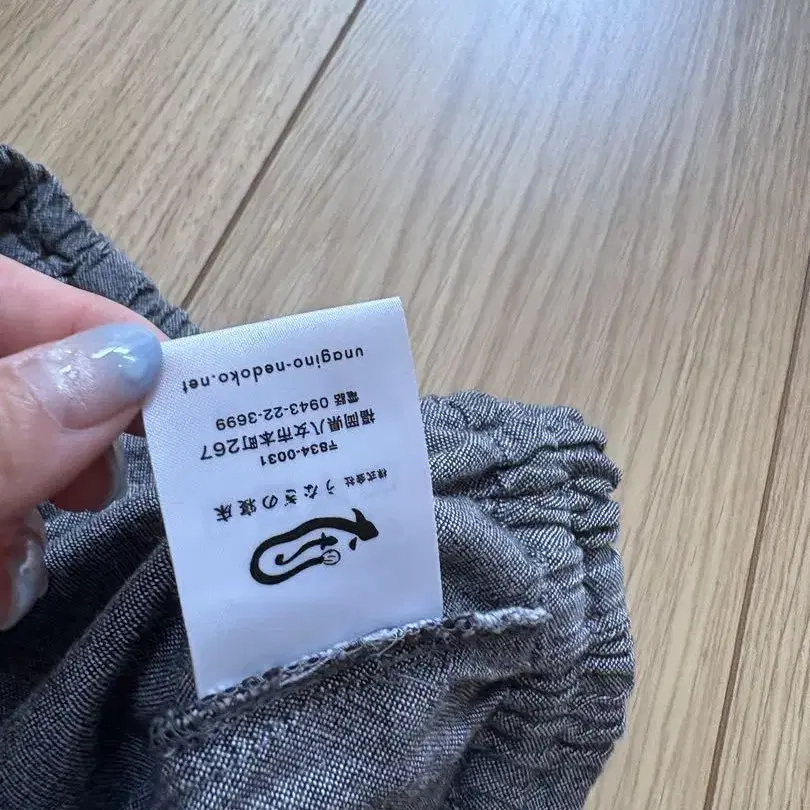 株式会社 うなぎの寝床
〒834-0031
福岡県八女市本町267
電話 0943-22-3699
unagino-nedoko.net